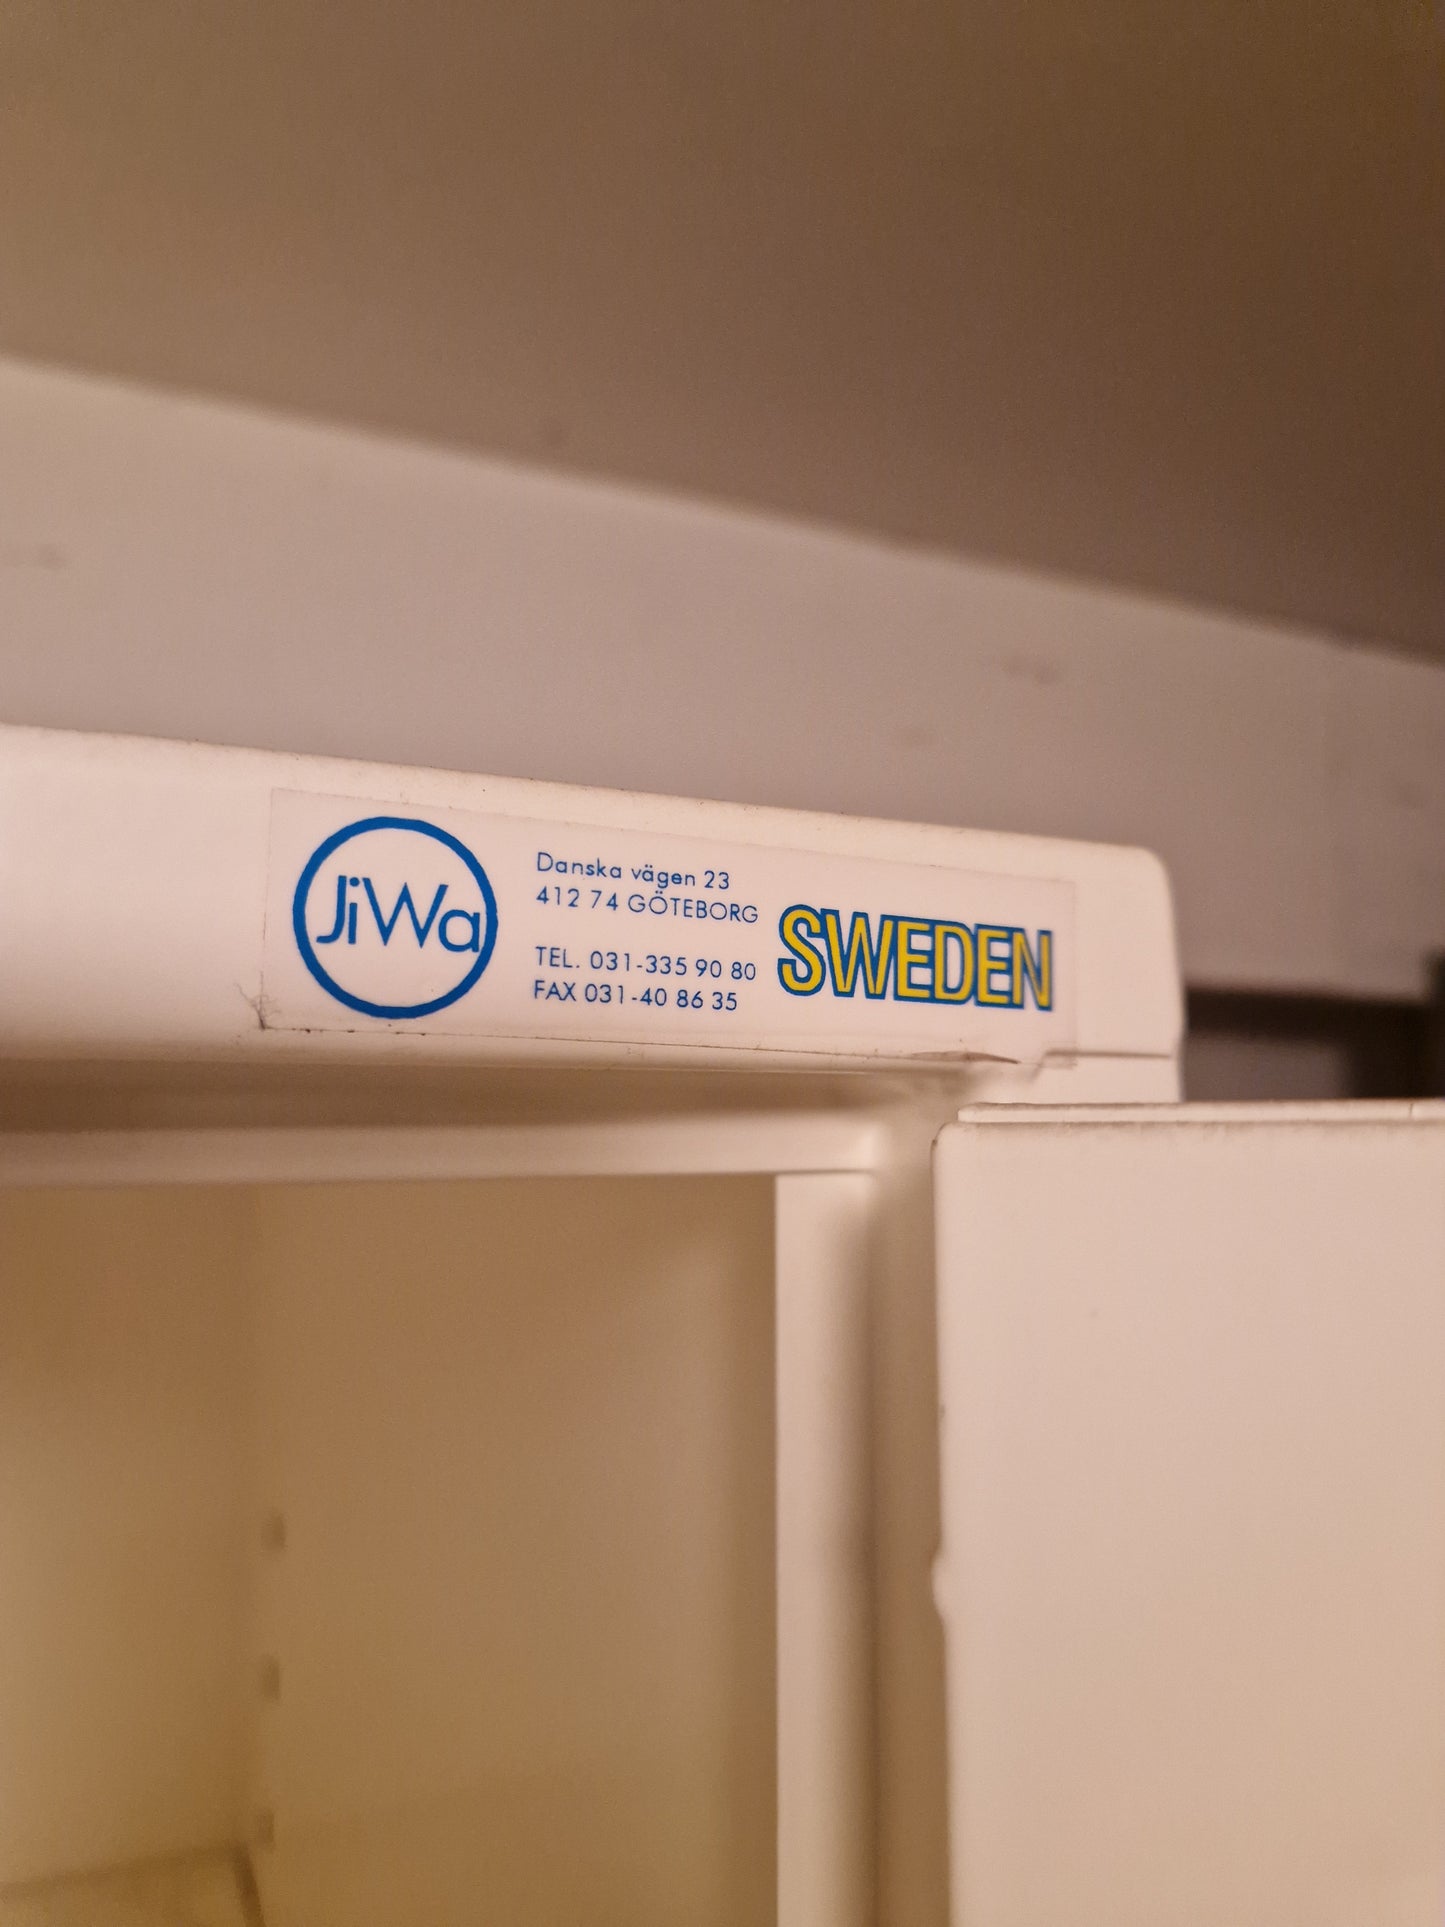 JiWa
Danska vägen 23
412 74 GÖTEBORG
TEL. 031-335 90 80
FAX 031-40 86 35
SWEDEN